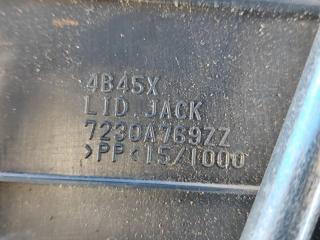 4B45X
LID JACK
7230A769ZZ
>PP<15/1000